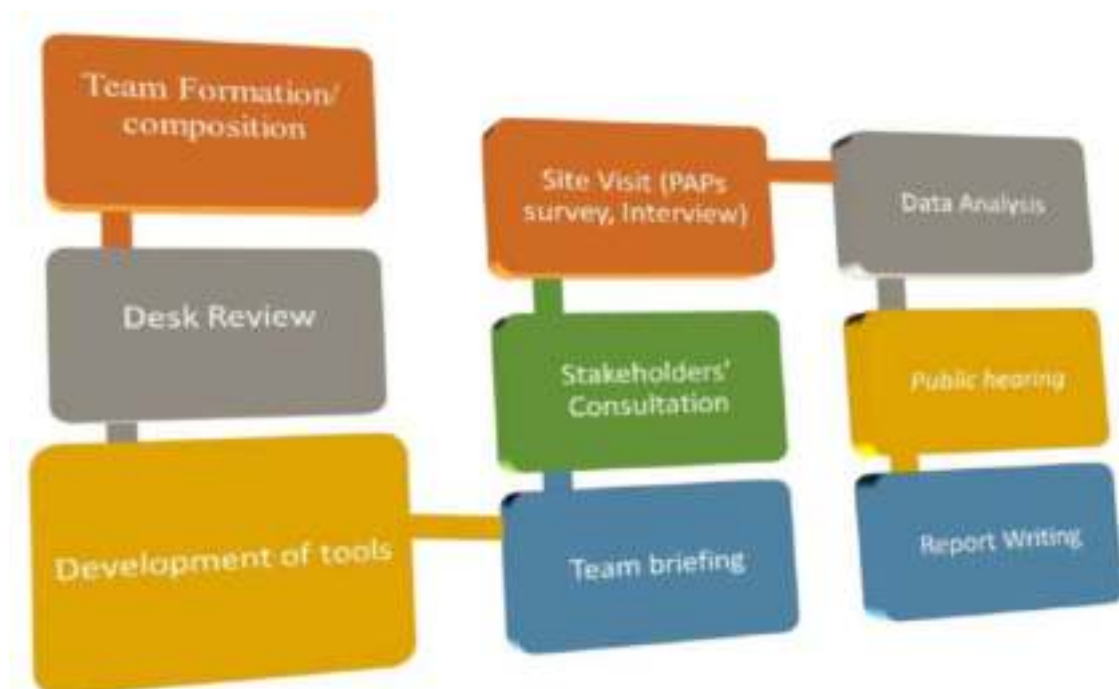 Team Formation/
composition
Desk Review
Development of tools
Team briefing
Stakeholders'
Consultation
Site Visit (PAPs
survey, Interview)
Data Analysis
Public hearing
Report Writing